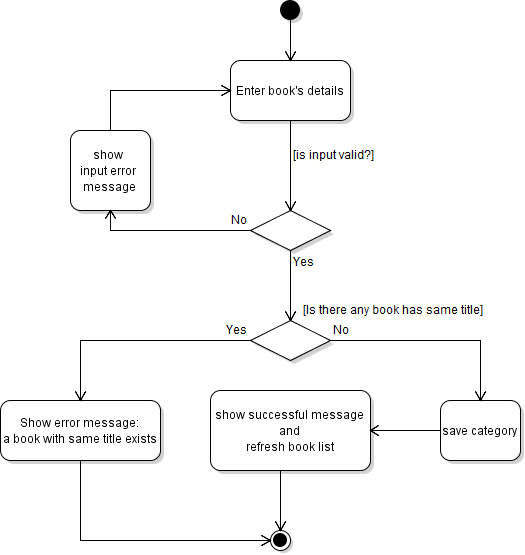 Enter book's details
[is input valid?]
show
input error
message
No
Yes
[Is there any book has same title]
Yes
No
Show error message:
a book with same title exists
show successful message
and
refresh book list
save category